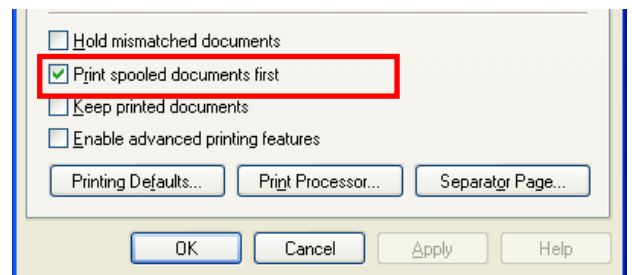 Hold mismatched documents
Print spooled documents first
Keep printed documents
Enable advanced printing features
Printing Defaults... Print Processor... Separator Page...
OK Cancel Apply Help